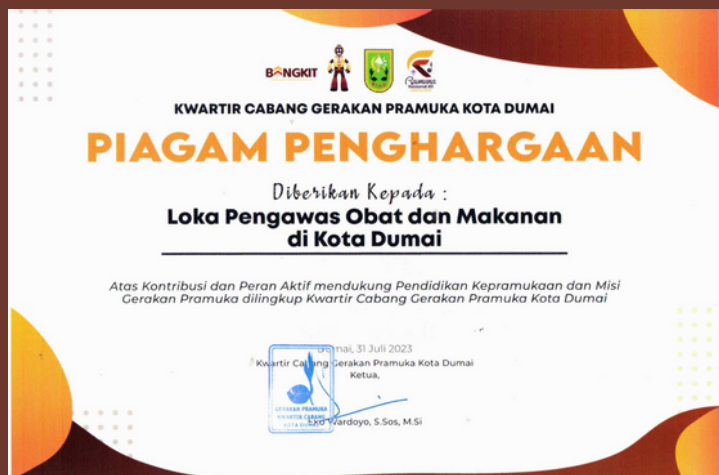 BANGKIT
KWARTIR CABANG GERAKAN PRAMUKA KOTA DUMAI
PIAGAM PENGHARGAAN
Diberikan Kepada :
Loka Pengawas Obat dan Makanan
di Kota Dumai
Atas Kontribusi dan Peran Aktif mendukung Pendidikan Kepramukaan dan Misi
Gerakan Pramuka dilingkup Kwartir Cabang Gerakan Pramuka Kota Dumai
Dumai, 31 Juli 2023
Kwartir Cabang Gerakan Pramuka Kota Dumai
Ketua,
GERAKAN PRAMUKA
KWARTIR CABANG
KOTA DUMAI
Eko Wardoyo, S.Sos, M.Si